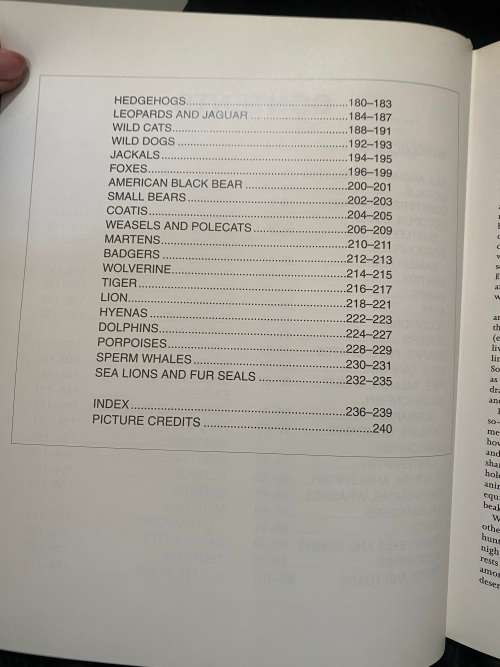 HEDGEHOGS..........180–183
LEOPARDS AND JAGUAR..........184–187
WILD CATS..........188–191
WILD DOGS..........192–193
JACKALS..........194–195
FOXES..........196–199
AMERICAN BLACK BEAR..........200–201
SMALL BEARS..........202–203
COATIS..........204–205
WEASELS AND POLECATS..........206–209
MARTENS..........210–211
BADGERS..........212–213
WOLVERINE..........214–215
TIGER..........216–217
LION..........218–221
HYENAS..........222–223
DOLPHINS..........224–227
PORPOISES..........228–229
SPERM WHALES..........230–231
SEA LIONS AND FUR SEALS..........232–235
INDEX..........236–239
PICTURE CREDITS..........240